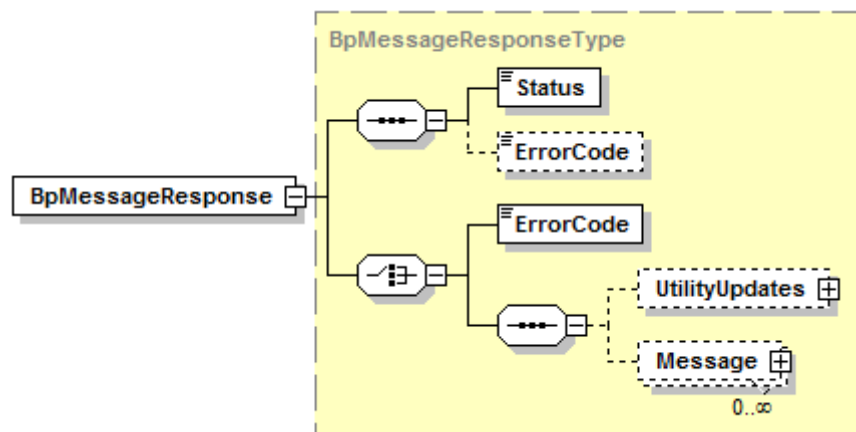 BpMessageResponseType
Status
ErrorCode
BpMessageResponse
ErrorCode
UtilityUpdates
Message
0..∞